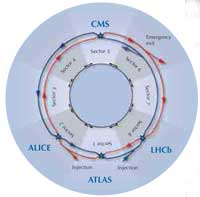 CMS
Emergency
exit
Sector 5
Sector 4
Sector 6
Sector 3
Sector 7
Sector 2
Sector 8
Sector 1
ALICE
LHCb
Injection
Injection
ATLAS